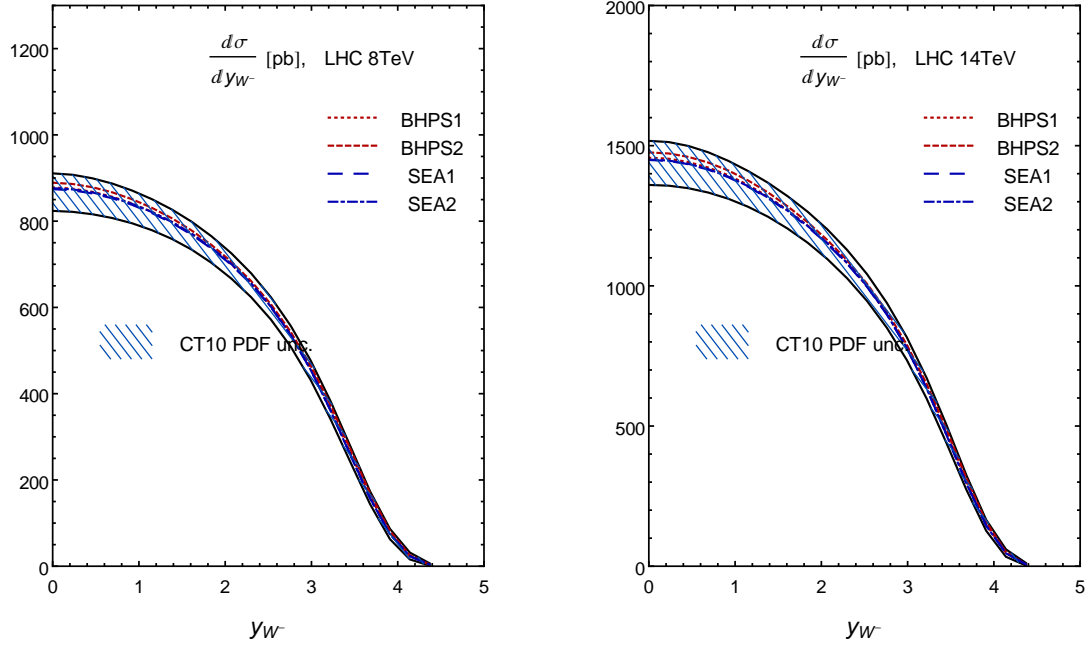 1200
1000
800
600
400
200
0
0 1 2 3 4 5
dσ
dy_W⁻ [pb], LHC 8TeV
BHPS1
BHPS2
SEA1
SEA2
CT10 PDF unc.
y_W⁻
2000
1500
1000
500
0
0 1 2 3 4 5
dσ
dy_W⁻ [pb], LHC 14TeV
BHPS1
BHPS2
SEA1
SEA2
CT10 PDF unc.
y_W⁻